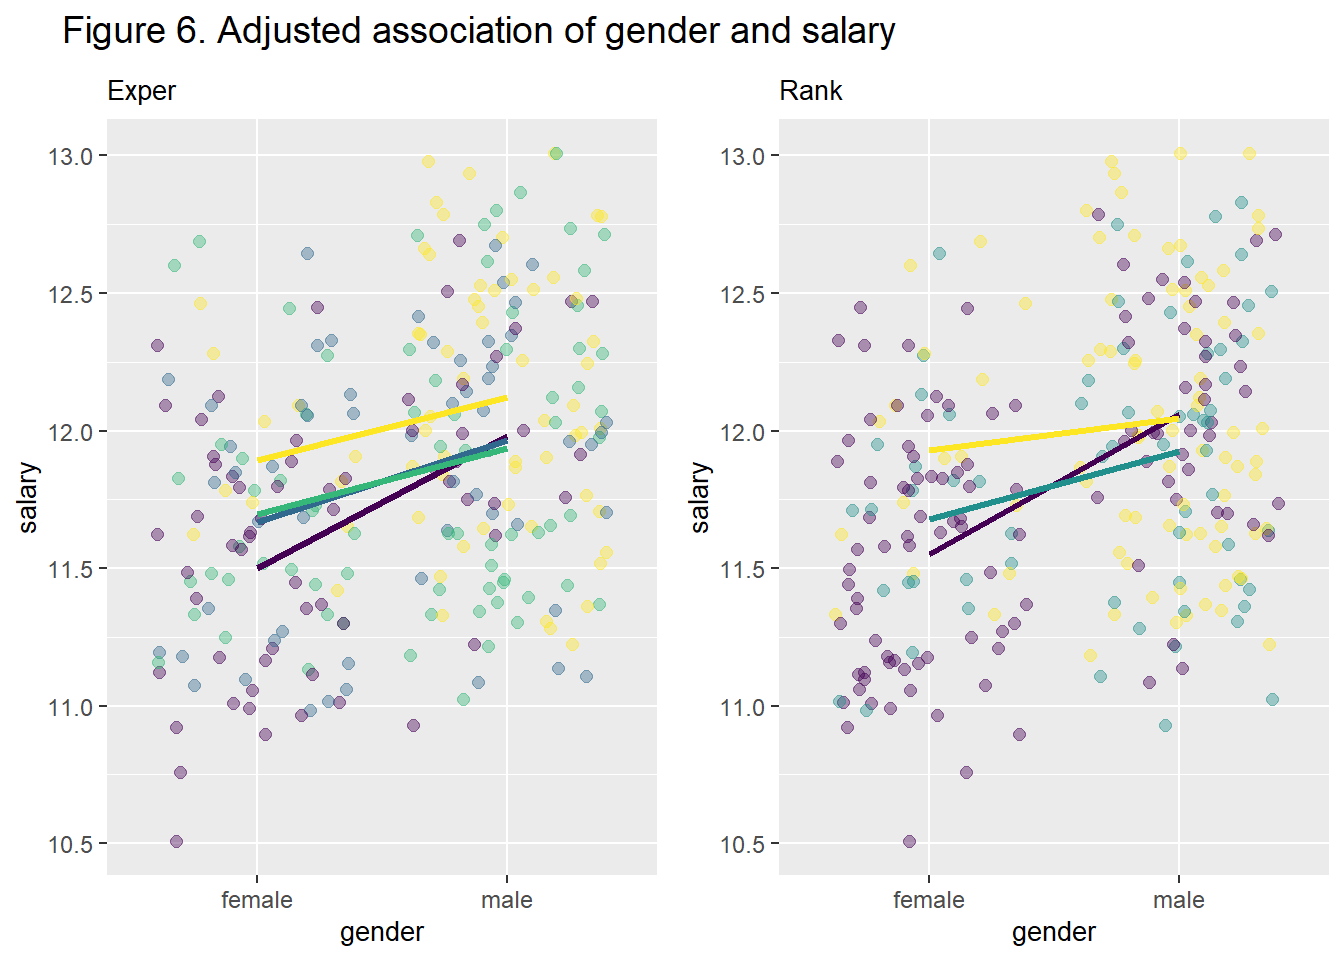 Figure 6. Adjusted association of gender and salary
Exper
salary
13.0
12.5
12.0
11.5
11.0
10.5
female male
gender
Rank
salary
13.0
12.5
12.0
11.5
11.0
10.5
female male
gender